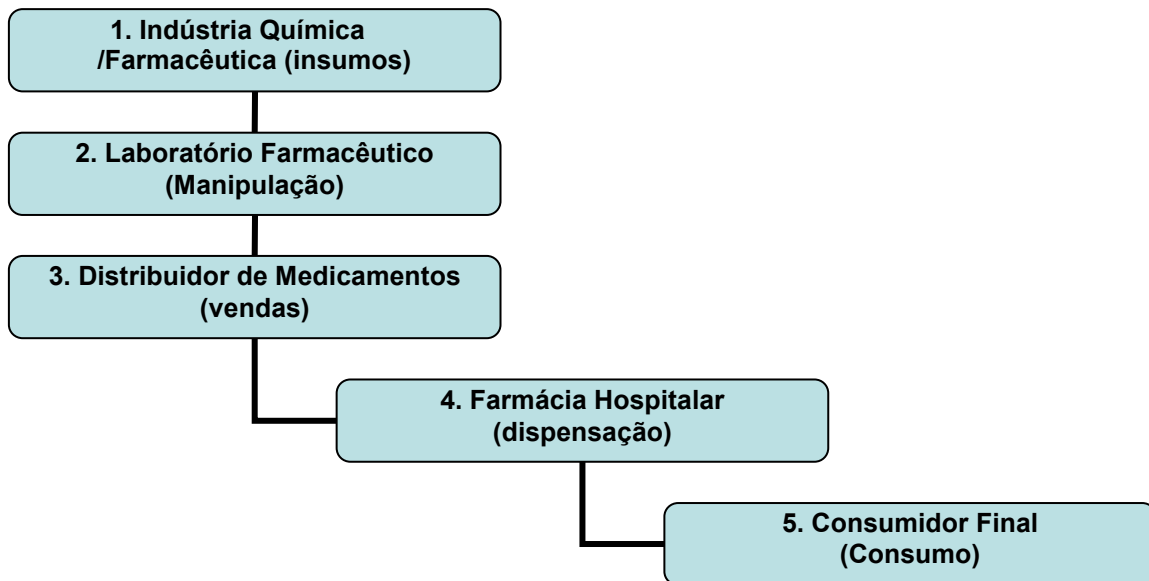 1. Indústria Química
/Farmacêutica (insumos)
2. Laboratório Farmacêutico
(Manipulação)
3. Distribuidor de Medicamentos
(vendas)
4. Farmácia Hospitalar
(dispensação)
5. Consumidor Final
(Consumo)